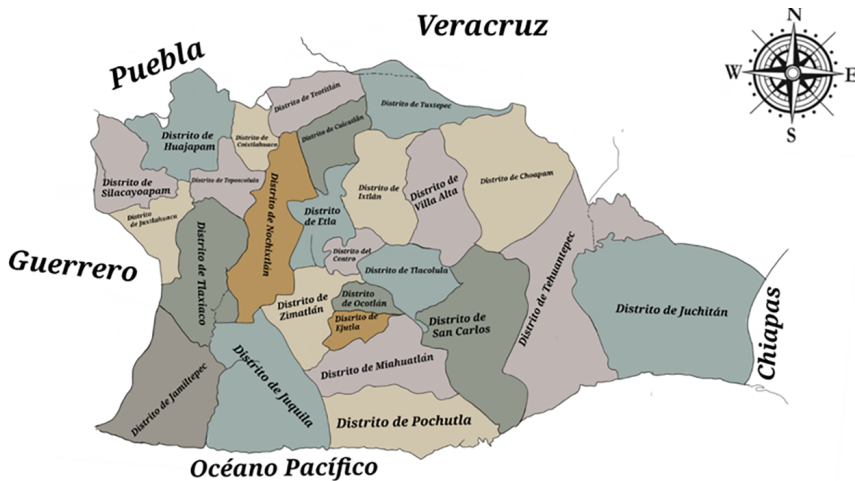 Veracruz
N
Puebla
W
E
S
Distrito de Teotitlán
Distrito de Tuxtepec
Distrito de Cuicatlán
Distrito de
Huajapam
Distrito de
Coixtlahuaca
Distrito de
Silacayoapam
Distrito de Teposcolula
Distrito de Choapam
Distrito de
Ixtlán
Distrito de
Villa Alta
Distrito de
Juxtlahuaca
Distrito de
Etla
Distrito de Nochixtlán
Distrito de Tlaxiaco
Distrito del
Centro
Distrito de Tlacolula
Guerrero
Distrito de Tehuantepec
Distrito de
Zimatlán
Distrito
de Ocotlán
Distrito de Juchitán
Distrito de
Ejutla
Distrito de
San Carlos
Chiapas
Distrito de Miahuatlán
Distrito de Jamiltepec
Distrito de Juquila
Distrito de Pochutla
Océano Pacífico